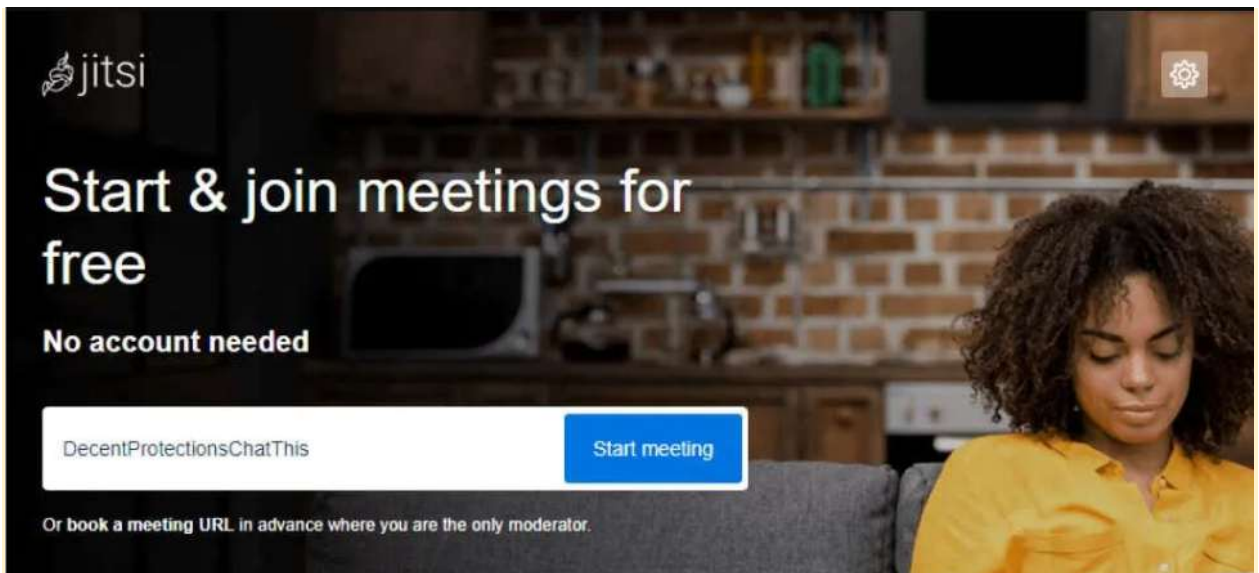 jitsi
Start & join meetings for
free
No account needed
DecentProtectionsChatThis
Start meeting
Or book a meeting URL in advance where you are the only moderator.